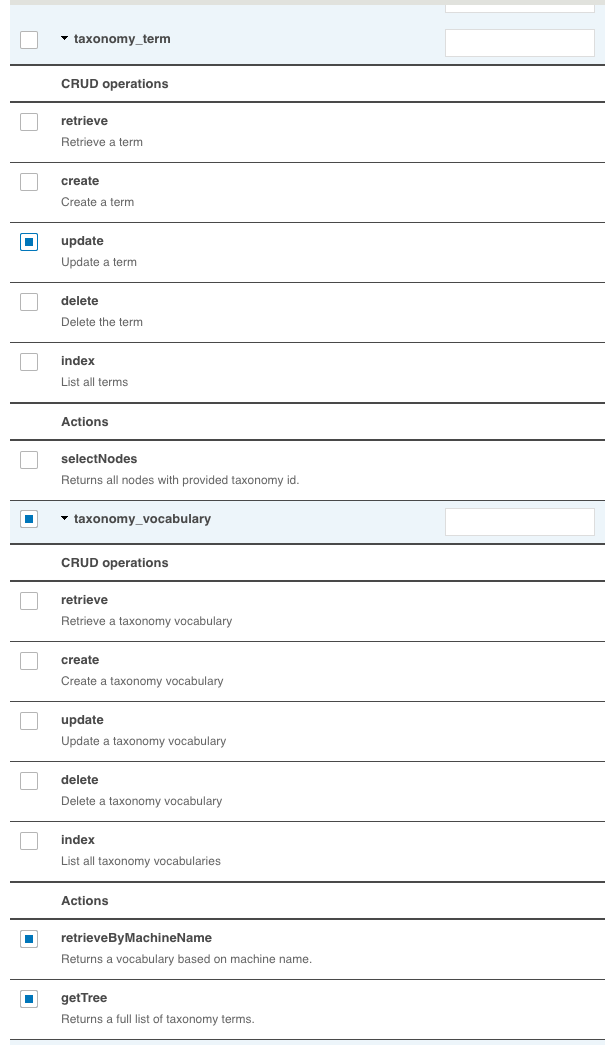 taxonomy_term
CRUD operations
retrieve
Retrieve a term
create
Create a term
update
Update a term
delete
Delete the term
index
List all terms
Actions
selectNodes
Returns all nodes with provided taxonomy id.
taxonomy_vocabulary
CRUD operations
retrieve
Retrieve a taxonomy vocabulary
create
Create a taxonomy vocabulary
update
Update a taxonomy vocabulary
delete
Delete a taxonomy vocabulary
index
List all taxonomy vocabularies
Actions
retrieveByMachineName
Returns a vocabulary based on machine name.
getTree
Returns a full list of taxonomy terms.